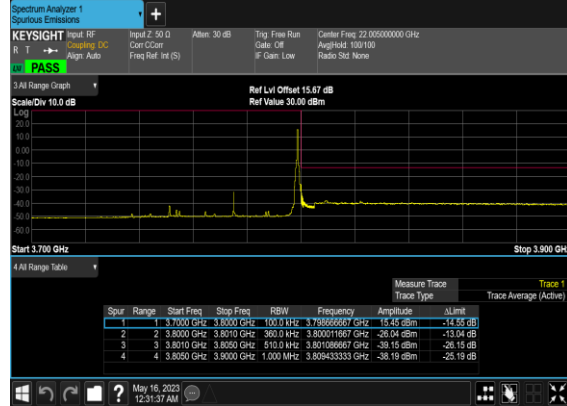 Spectrum Analyzer 1
Spurious Emissions
+
KEYSIGHT Input: RF Input Z: 50 Ω Atten: 30 dB Trig: Free Run Center Freq: 22.005000000 GHz
R T Coupling: DC Corr CCorr Gate: Off Avg|Hold: 100/100
Align: Auto Freq Ref: Int (S) IF Gain: Low Radio Std: None
PASS
3 All Range Graph
Ref Lvl Offset 15.67 dB
Scale/Div 10.0 dB Ref Value 30.00 dBm
Log
20.0
10.0
0.00
-10.0
-20.0
-30.0
-40.0
-50.0
-60.0
Start 3.700 GHz Stop 3.900 GH
4 All Range Table
Measure Trace Trace 1
Trace Type Trace Average (Active)
Spur Range Start Freq Stop Freq RBW Frequency Amplitude ΔLimit
1 1 3.7000 GHz 3.8000 GHz 100.0 kHz 3.798666667 GHz 15.45 dBm -14.55 dB
2 2 3.8000 GHz 3.8010 GHz 360.0 kHz 3.800011667 GHz -26.04 dBm -13.04 dB
3 3 3.8010 GHz 3.8050 GHz 510.0 kHz 3.801086667 GHz -39.15 dBm -26.15 dB
4 4 3.8050 GHz 3.9000 GHz 1.000 MHz 3.809433333 GHz -38.19 dBm -25.19 dB
? May 16, 2023
12:31:37 AM